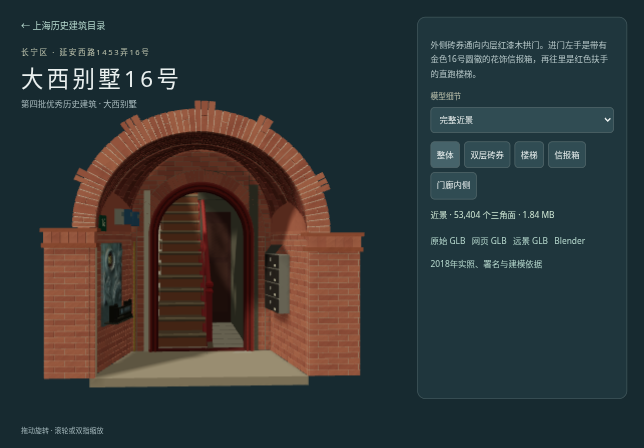 ← 上海历史建筑目录
长宁区 · 延安西路1453弄16号
大西别墅16号
第四批优秀历史建筑 · 大西别墅
外侧砖券通向内层红漆木拱门。进门左手是带有
金色16号圆徽的花饰信报箱，再往里是红色扶手
的直跑楼梯。
模型细节
完整近景
整体 双层砖券 楼梯 信报箱
门廊内侧
近景 · 53,404 个三角面 · 1.84 MB
原始 GLB 网页 GLB 远景 GLB Blender
2018年实照、署名与建模依据
拖动旋转 · 滚轮或双指缩放